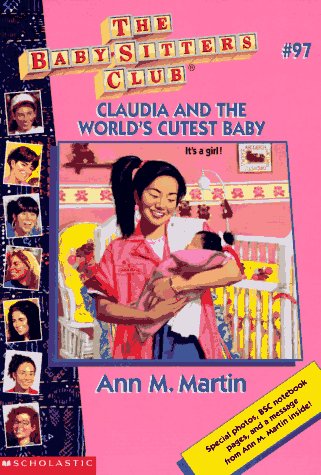 THE
BABY-SITTERS
CLUB®
#97
CLAUDIA AND THE
WORLD'S CUTEST BABY
It's a girl!
Ann M. Martin
Special photos, BSC notebook
pages, and a message
from Ann M. Martin inside!
SCHOLASTIC